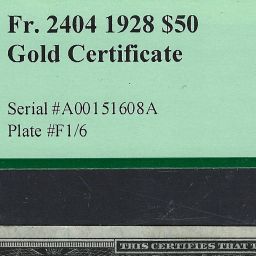 Fr. 2404 1928 $50
Gold Certificate
Serial #A00151608A
Plate #F1/6
THIS CERTIFIES THAT T